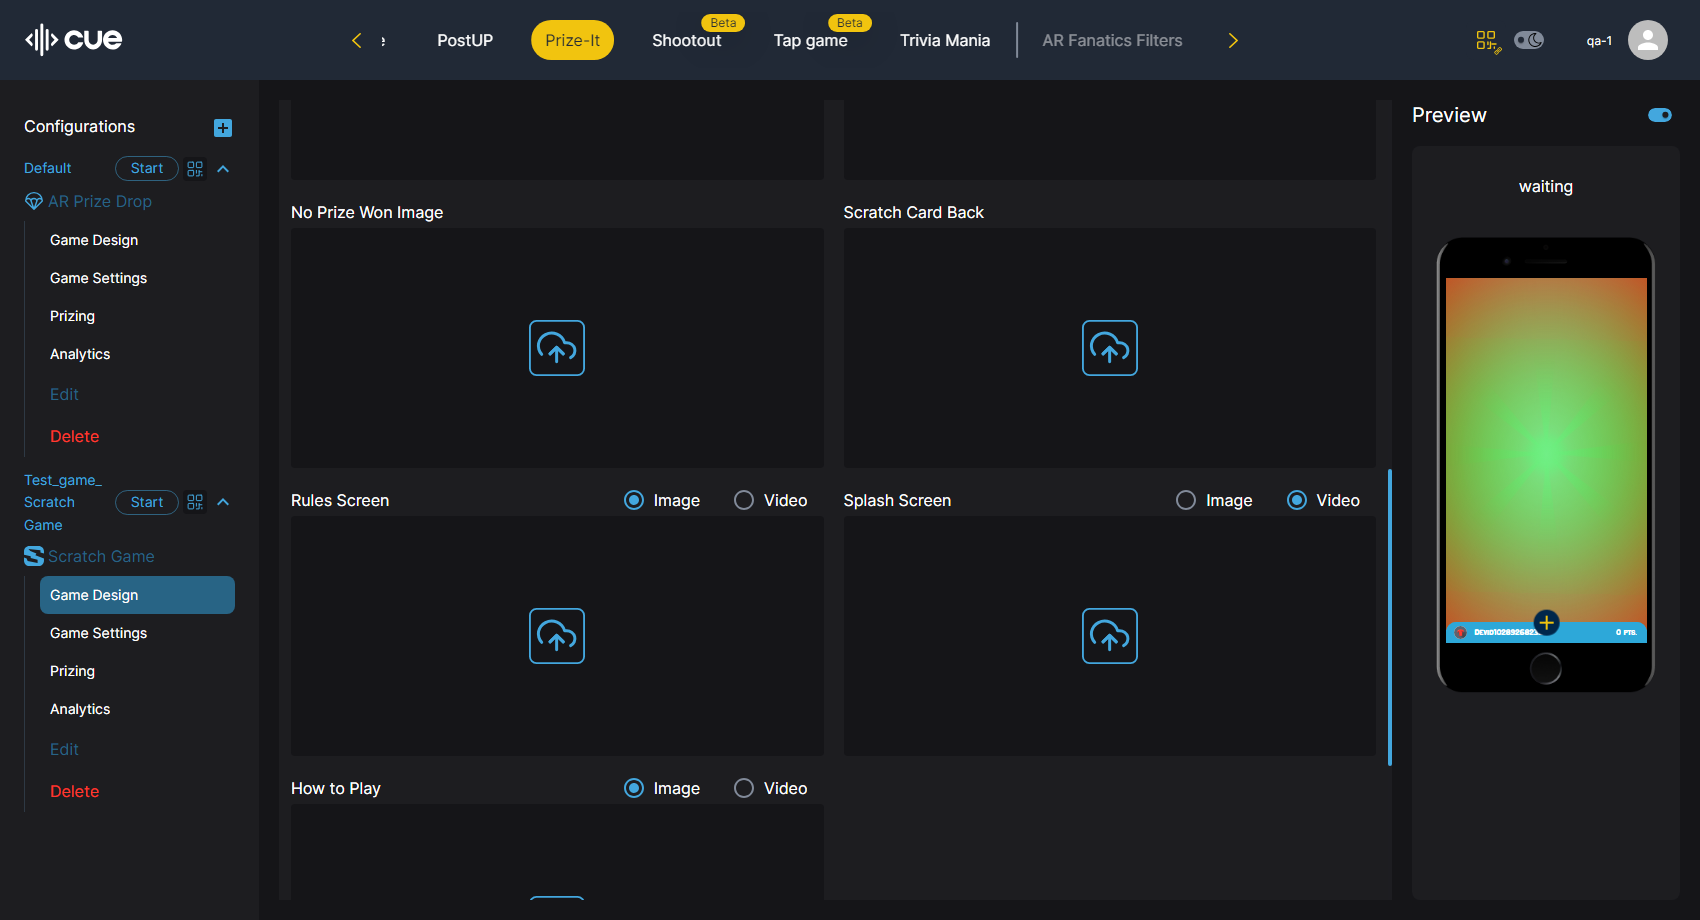 cue
PostUP
Prize-It
Beta
Shootout
Beta
Tap game
Trivia Mania
AR Fanatics Filters
qa-1
Configurations
Default
Start
AR Prize Drop
Game Design
Game Settings
Prizing
Analytics
Edit
Delete
Test_game_
Scratch
Game
Start
Scratch Game
Game Design
Game Settings
Prizing
Analytics
Edit
Delete
No Prize Won Image
Scratch Card Back
Rules Screen
Image
Video
Splash Screen
Image
Video
How to Play
Image
Video
Preview
waiting
0 PTS.